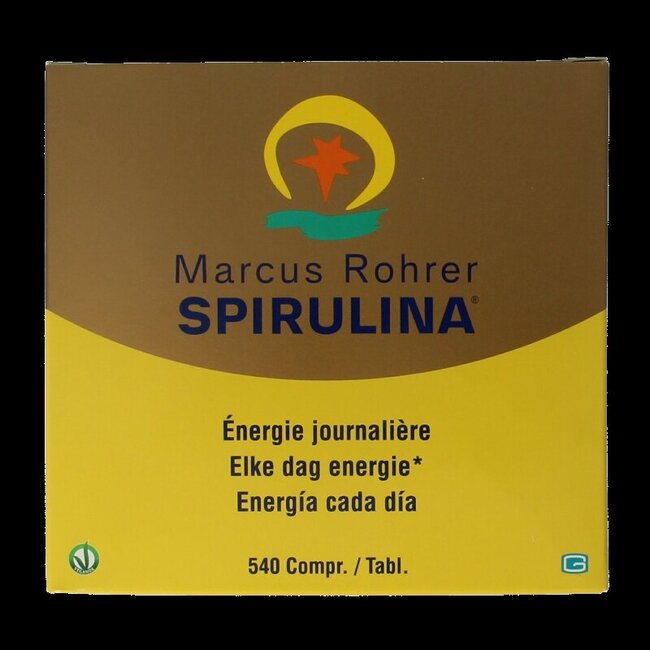 Marcus Rohrer
SPIRULINA®
Énergie journalière
Elke dag energie*
Energía cada día
540 Compr. / Tabl.
G